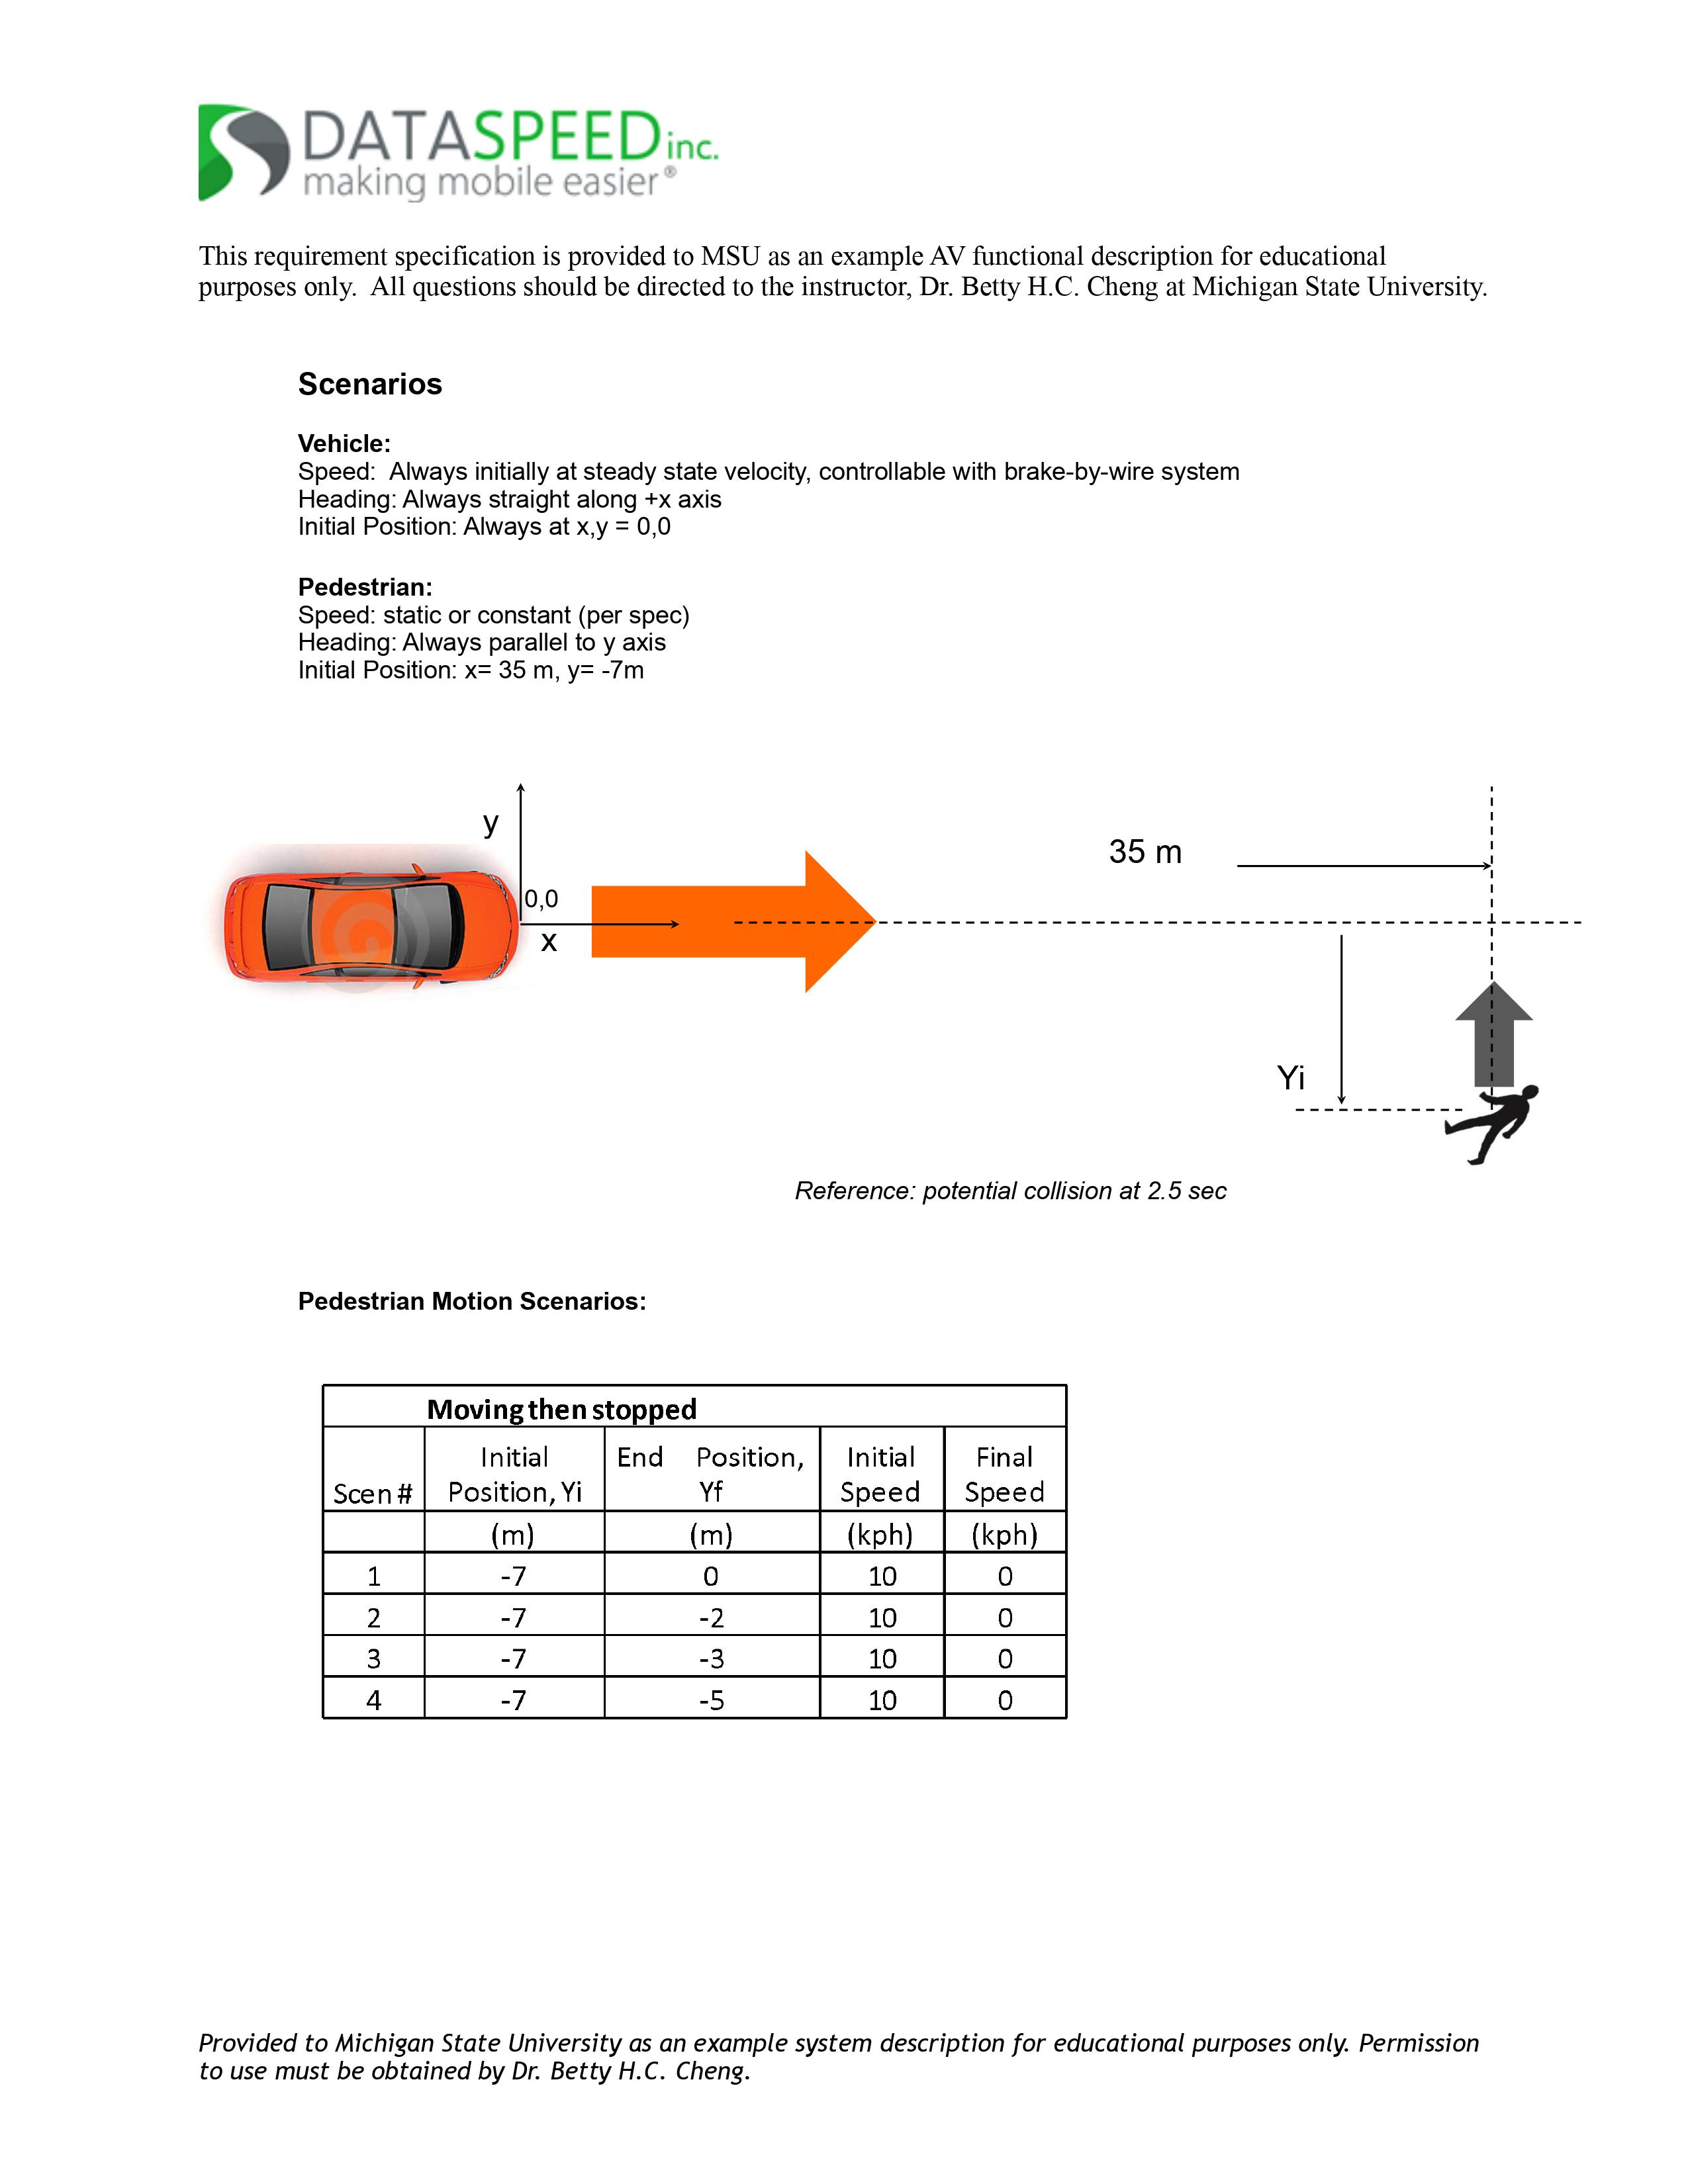 DATASPEED inc.
making mobile easier®
This requirement specification is provided to MSU as an example AV functional description for educational
purposes only.  All questions should be directed to the instructor, Dr. Betty H.C. Cheng at Michigan State University.
Scenarios
Vehicle:
Speed:  Always initially at steady state velocity, controllable with brake-by-wire system
Heading: Always straight along +x axis
Initial Position: Always at x,y = 0,0
Pedestrian:
Speed: static or constant (per spec)
Heading: Always parallel to y axis
Initial Position: x= 35 m, y= -7m
y
35 m
0,0
x
Yi
Reference: potential collision at 2.5 sec
Pedestrian Motion Scenarios:
Moving then stopped
Scen # Initial Position, Yi End Position, Yf Initial Speed Final Speed
(m) (m) (kph) (kph)
1 -7 0 10 0
2 -7 -2 10 0
3 -7 -3 10 0
4 -7 -5 10 0
Provided to Michigan State University as an example system description for educational purposes only. Permission
to use must be obtained by Dr. Betty H.C. Cheng.